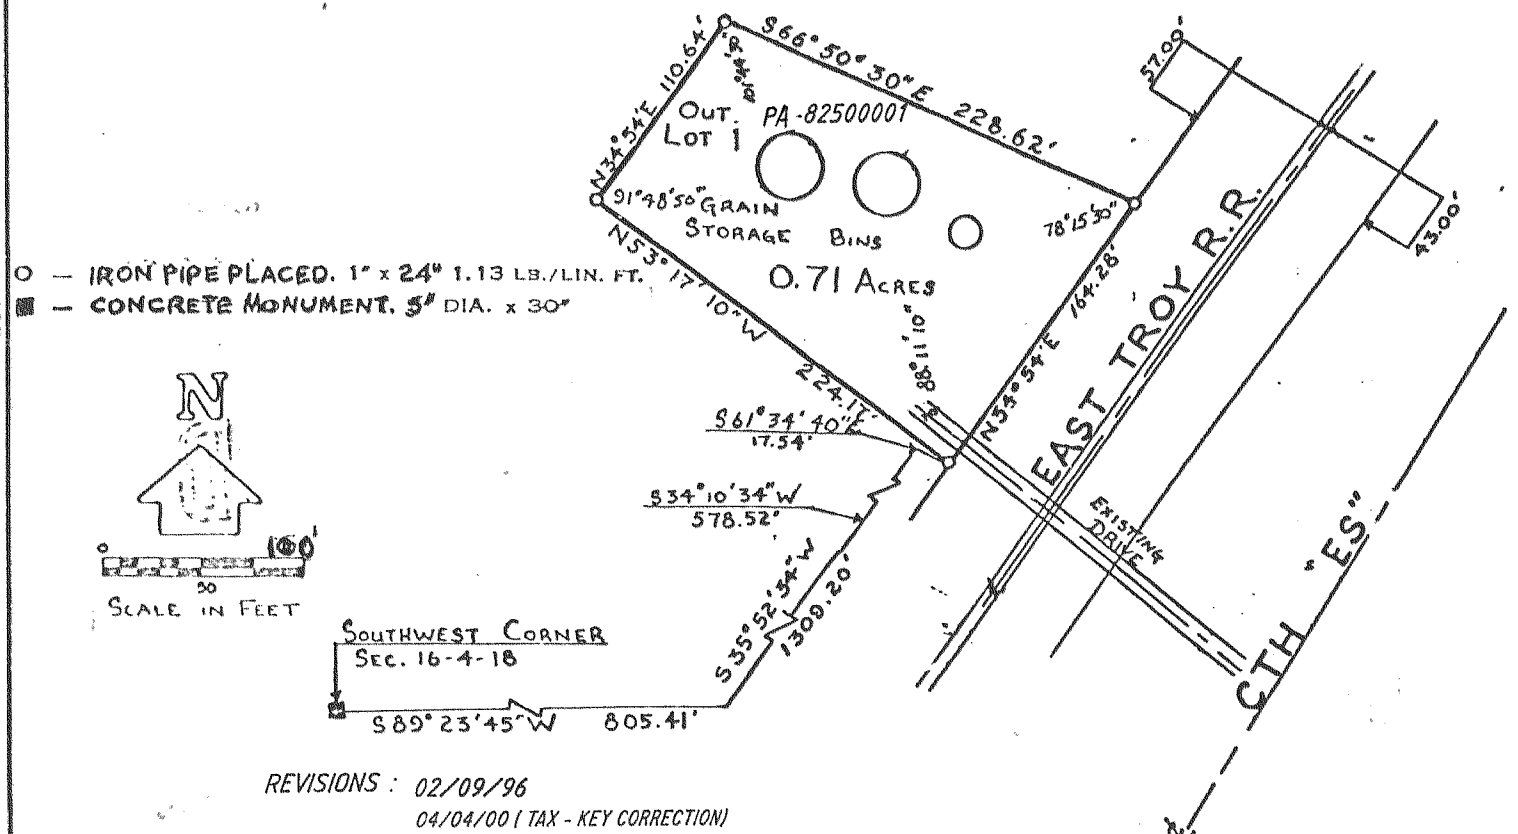 S66°50'30"E 228.62'
57.00'
N34°54'E 110.64'
101°44'30"
OUT.
LOT 1
PA-82500001
91°48'50"
GRAIN
STORAGE BINS
78°15'30"
0.71 ACRES
43.00'
N53°17'10"W 224.17'
88°11'10"
N34°54'E 164.28'
EAST TROY R.R.
O — IRON PIPE PLACED. 1" x 24" 1.13 LB./LIN. FT.
■ — CONCRETE MONUMENT. 5" DIA. x 30"
N
0 100'
50
SCALE IN FEET
S61°34'40"E
17.54'
S34°10'34"W
578.52'
EXISTING
DRIVE
CTH "ES"
S35°52'34"W
1309.20'
SOUTHWEST CORNER
SEC. 16-4-18
S89°23'45"W 805.41'
REVISIONS : 02/09/96
04/04/00 ( TAX - KEY CORRECTION)